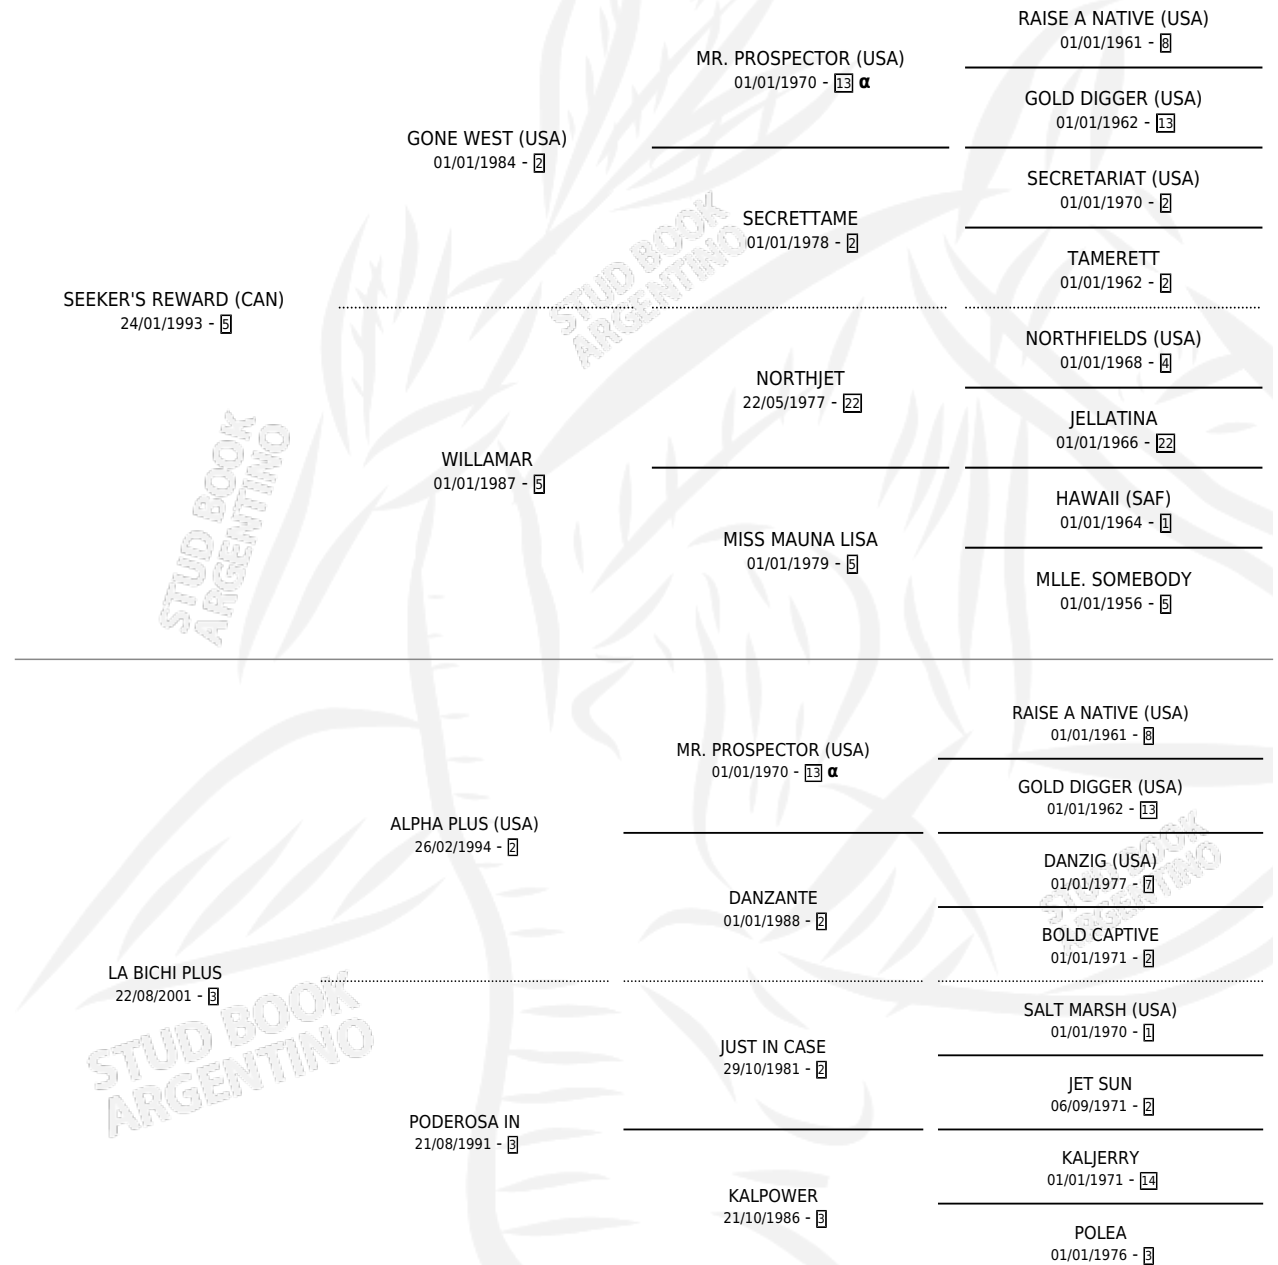 RAISE A NATIVE (USA)
01/01/1961 - 8
MR. PROSPECTOR (USA)
01/01/1970 - 13 α
GOLD DIGGER (USA)
01/01/1962 - 13
GONE WEST (USA)
01/01/1984 - 2
SECRETARIAT (USA)
01/01/1970 - 2
SECRETTAME
01/01/1978 - 2
TAMERETT
01/01/1962 - 2
SEEKER'S REWARD (CAN)
24/01/1993 - 5
NORTHFIELDS (USA)
01/01/1968 - 4
NORTHJET
22/05/1977 - 22
JELLATINA
01/01/1966 - 22
WILLAMAR
01/01/1987 - 5
HAWAII (SAF)
01/01/1964 - 1
MISS MAUNA LISA
01/01/1979 - 5
MLLE. SOMEBODY
01/01/1956 - 5
RAISE A NATIVE (USA)
01/01/1961 - 8
MR. PROSPECTOR (USA)
01/01/1970 - 13 α
GOLD DIGGER (USA)
01/01/1962 - 13
ALPHA PLUS (USA)
26/02/1994 - 2
DANZIG (USA)
01/01/1977 - 7
DANZANTE
01/01/1988 - 2
BOLD CAPTIVE
01/01/1971 - 2
LA BICHI PLUS
22/08/2001 - 3
SALT MARSH (USA)
01/01/1970 - 1
JUST IN CASE
29/10/1981 - 2
JET SUN
06/09/1971 - 2
PODEROSA IN
21/08/1991 - 3
KALJERRY
01/01/1971 - 14
KALPOWER
21/10/1986 - 3
POLEA
01/01/1976 - 3
STUD BOOK
ARGENTINO
STUD BOOK
ARGENTINO
STUD BOOK
ARGENTINO
STUD BOOK
ARGENTINO